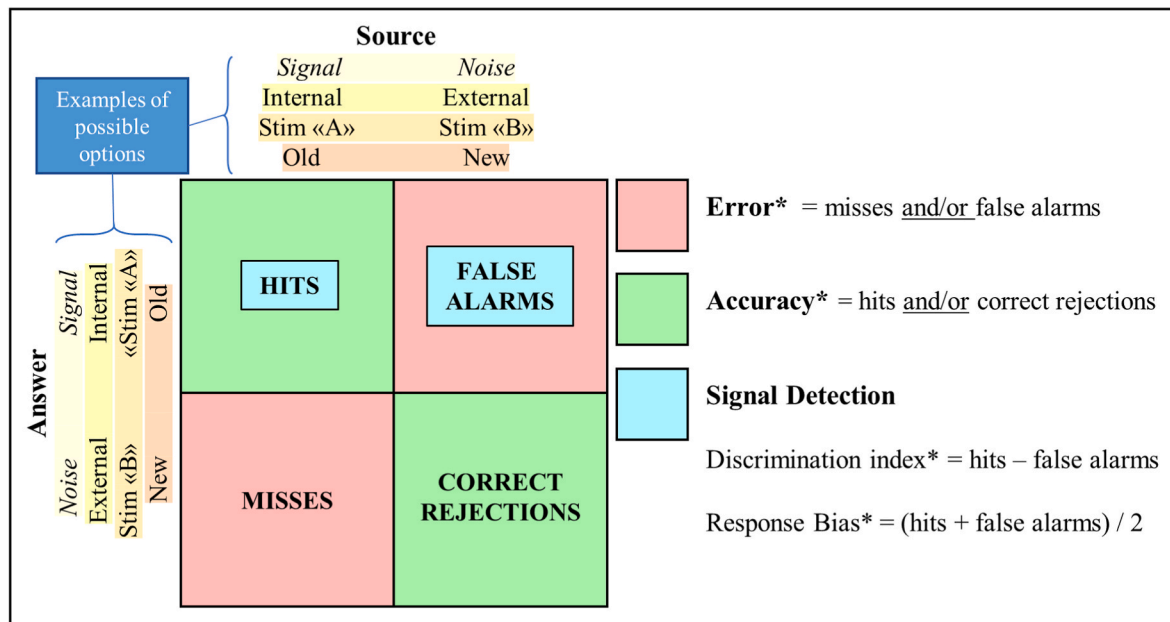 Source
Signal Noise
Internal External
Stim «A» Stim «B»
Old New
Examples of
possible
options
Answer
Noise Signal
External Internal
Stim «B» «Stim «A»
New Old
HITS
FALSE
ALARMS
MISSES
CORRECT
REJECTIONS
Error* = misses and/or false alarms
Accuracy* = hits and/or correct rejections
Signal Detection
Discrimination index* = hits – false alarms
Response Bias* = (hits + false alarms) / 2